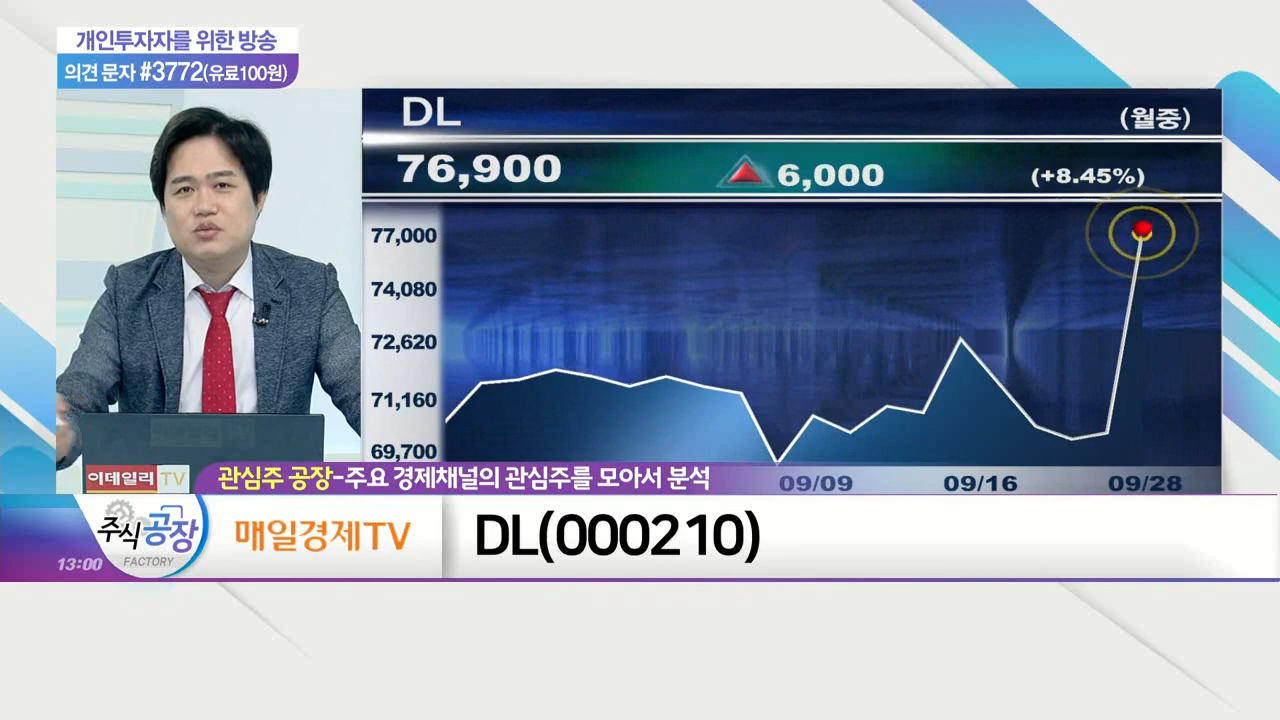 개인투자자를 위한 방송
의견 문자 #3772(유료100원)
DL
(월중)
76,900
6,000
(+8.45%)
77,000
74,080
72,620
71,160
69,700
09/09
09/16
09/28
이데일리TV
관심주 공장-주요 경제채널의 관심주를 모아서 분석
주식공장
FACTORY
13:00
매일경제TV
DL(000210)